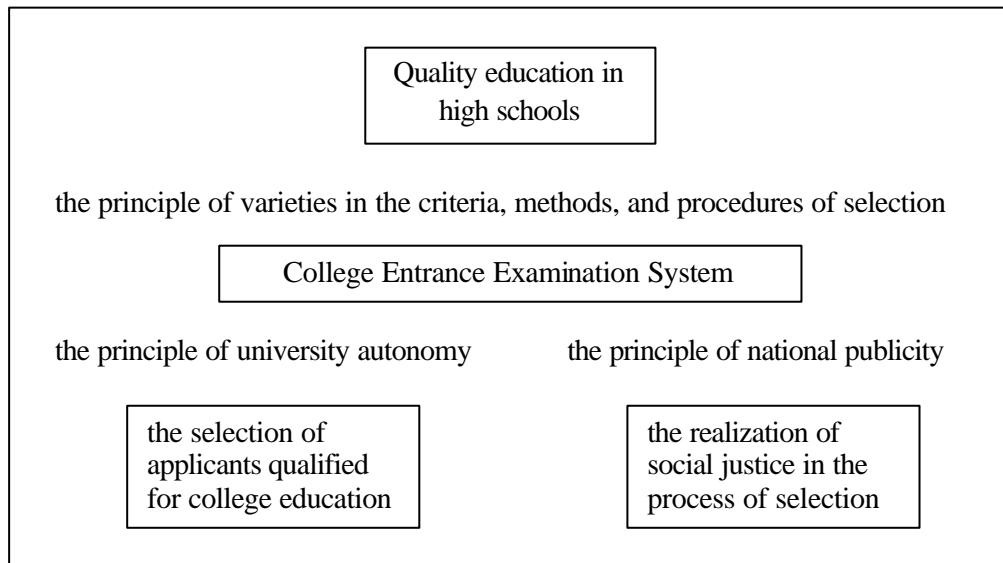 Quality education in
high schools
the principle of varieties in the criteria, methods, and procedures of selection
College Entrance Examination System
the principle of university autonomy
the principle of national publicity
the selection of
applicants qualified
for college education
the realization of
social justice in the
process of selection